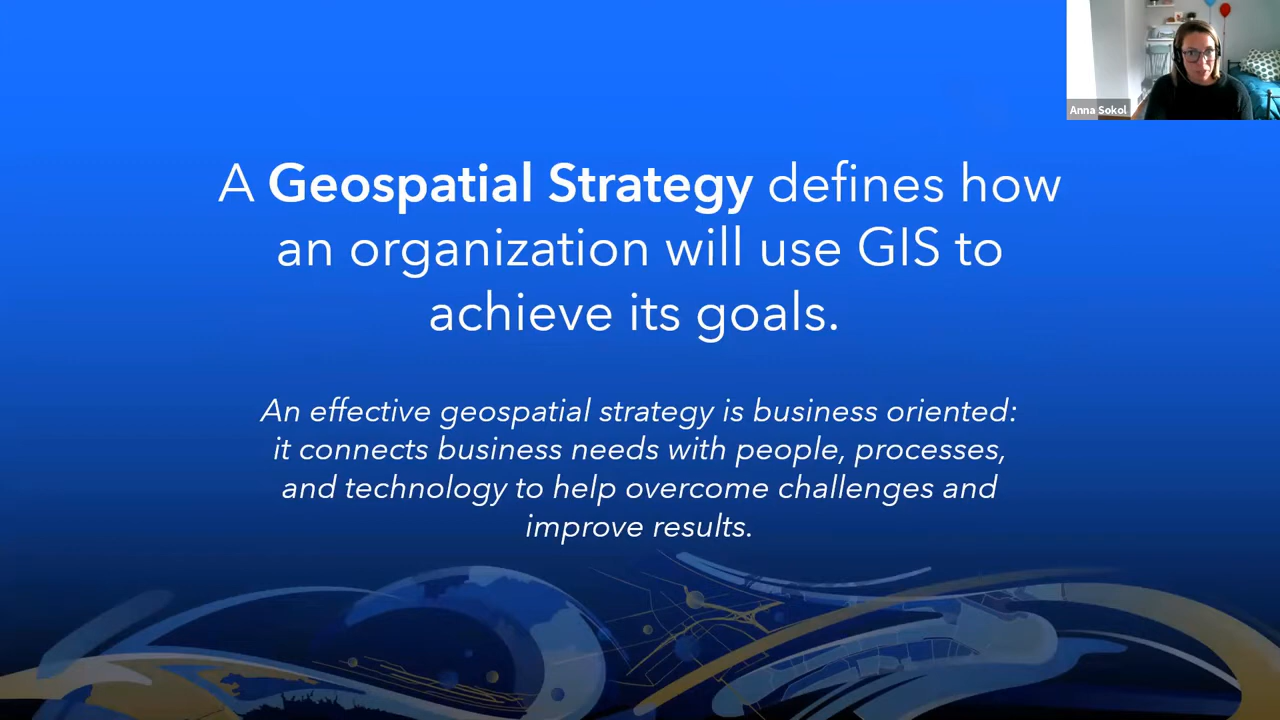 Anna Sokol
A Geospatial Strategy defines how
an organization will use GIS to
achieve its goals.
An effective geospatial strategy is business oriented:
it connects business needs with people, processes,
and technology to help overcome challenges and
improve results.